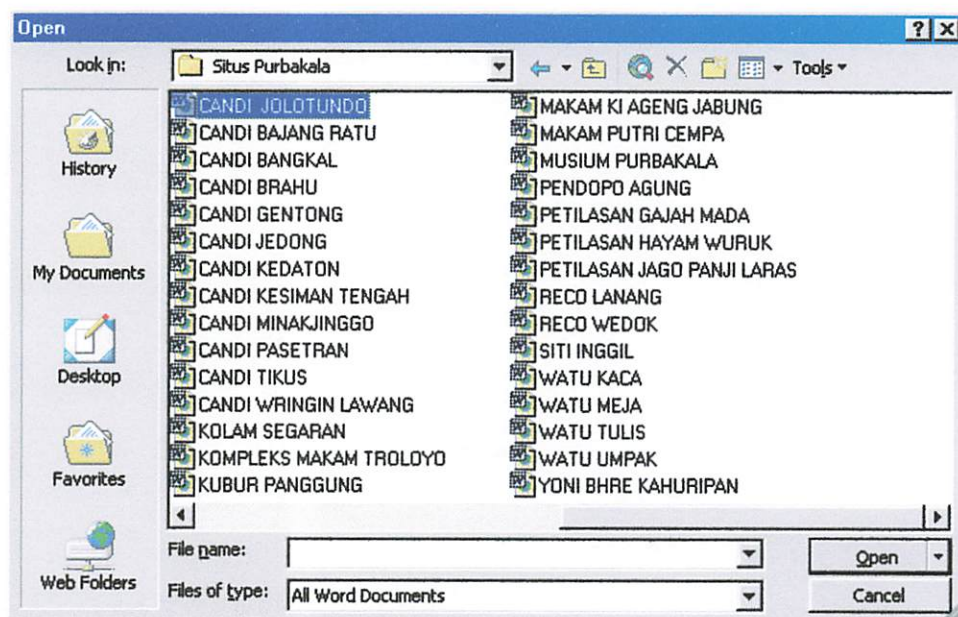 Open
Look in:
Situs Purbakala
Tools
History
My Documents
Desktop
Favorites
Web Folders
CANDI JOLOTUNDO
CANDI BAJANG RATU
CANDI BANGKAL
CANDI BRAHU
CANDI GENTONG
CANDI JEDONG
CANDI KEDATON
CANDI KESIMAN TENGAH
CANDI MINAKJINGGO
CANDI PASETRAN
CANDI TIKUS
CANDI WRINGIN LAWANG
KOLAM SEGARAN
KOMPLEKS MAKAM TROLOYO
KUBUR PANGGUNG
MAKAM KI AGENG JABUNG
MAKAM PUTRI CEMPA
MUSIUM PURBAKALA
PENDOPO AGUNG
PETILASAN GAJAH MADA
PETILASAN HAYAM WURUK
PETILASAN JAGO PANJI LARAS
RECO LANANG
RECO WEDOK
SITI INGGIL
WATU KACA
WATU MEJA
WATU TULIS
WATU UMPAK
YONI BHRE KAHURIPAN
File name:
Open
Files of type:
All Word Documents
Cancel